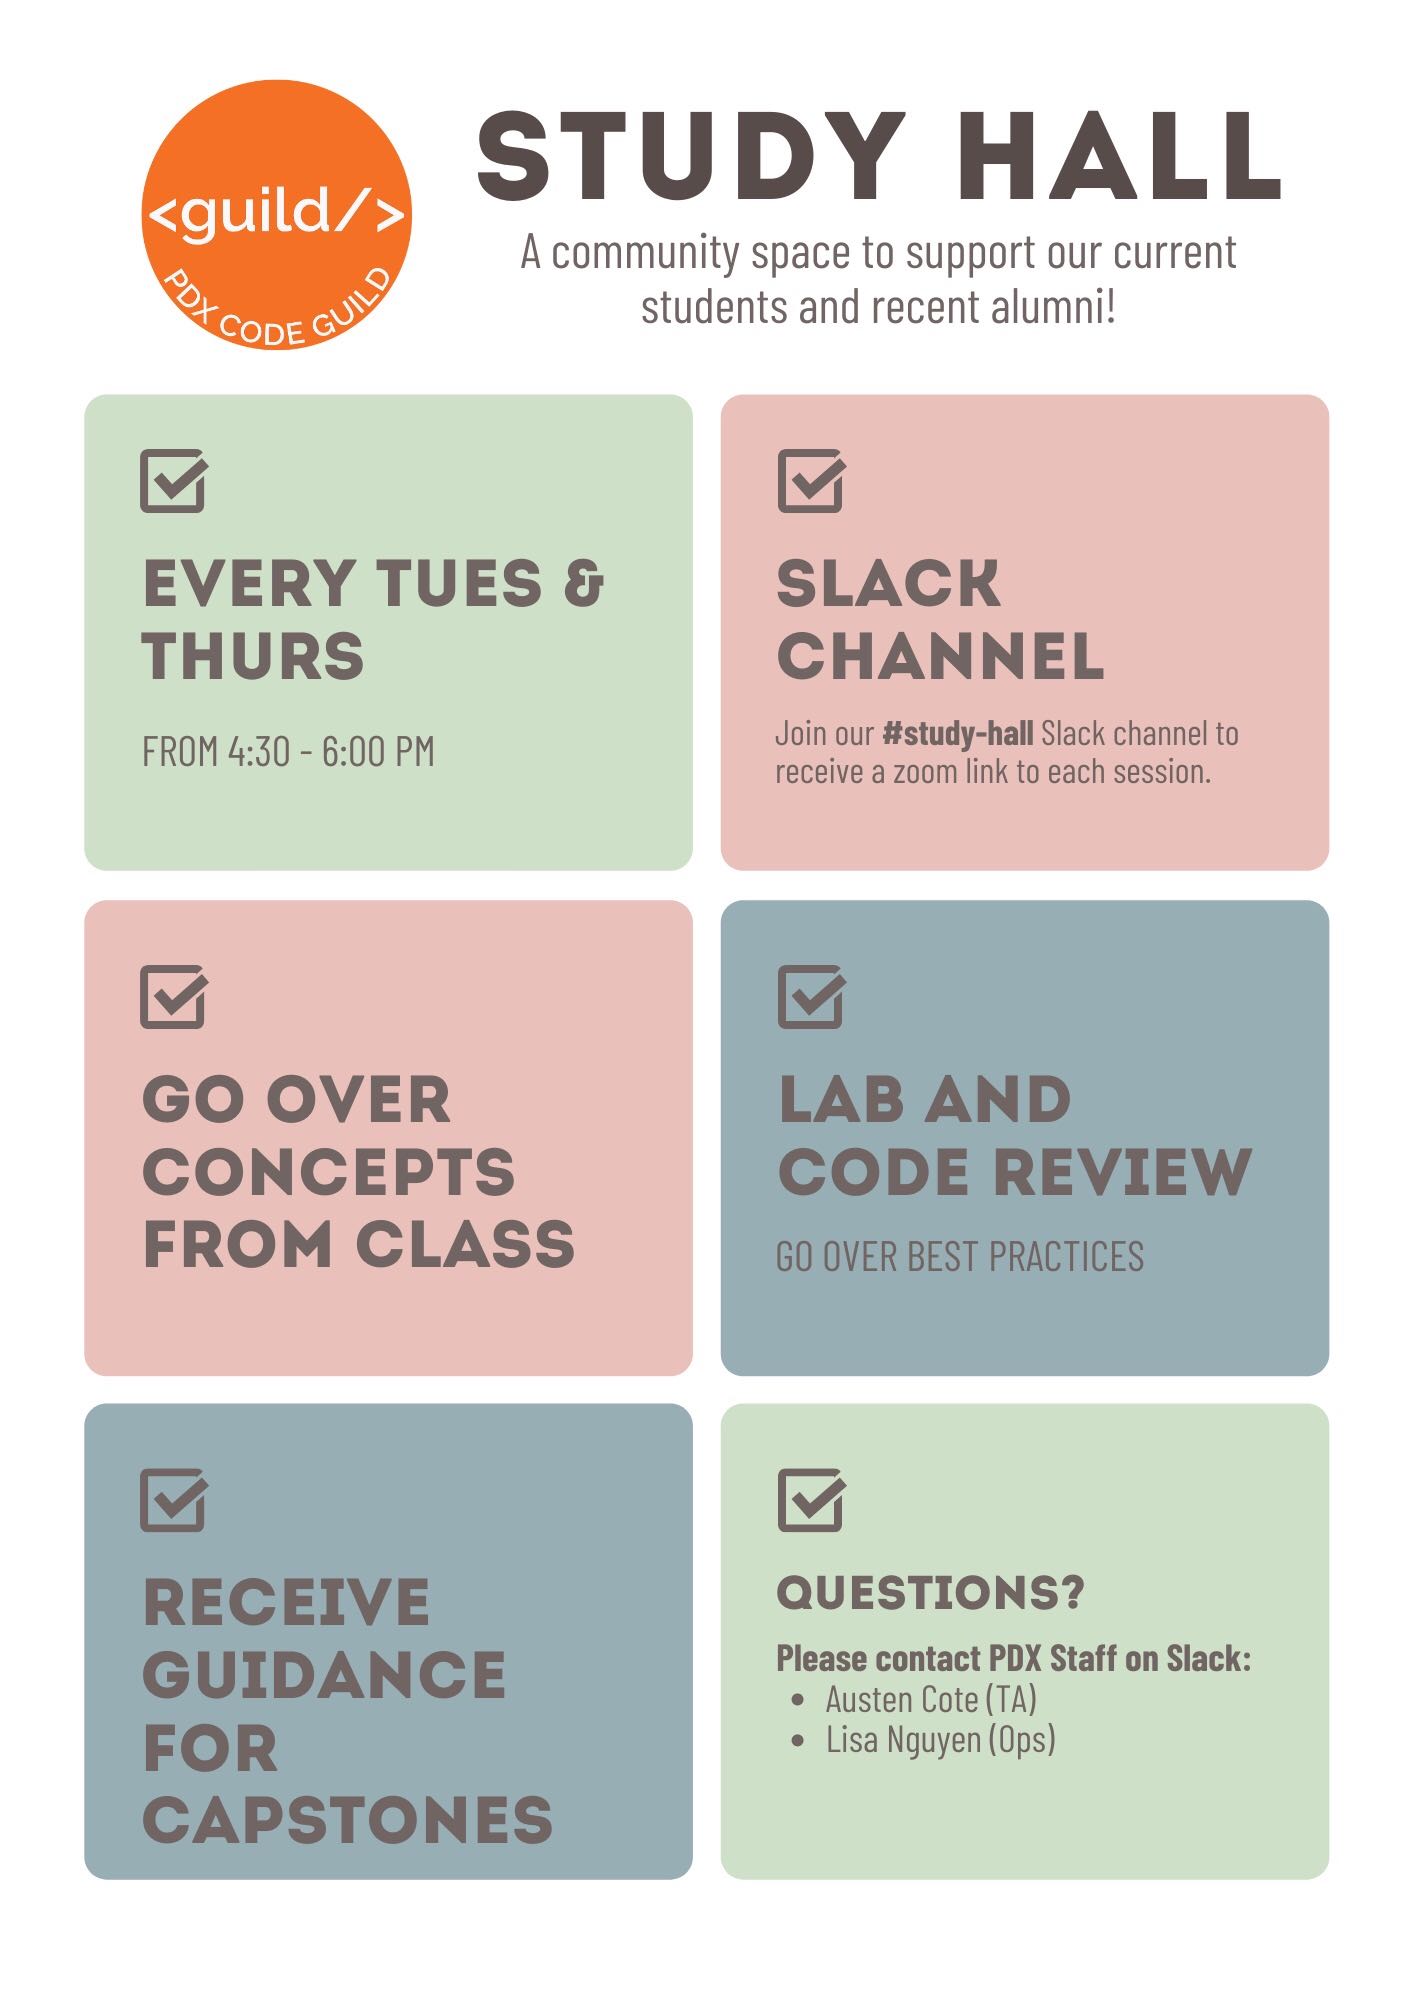 <guild/>
PDX CODE GUILD
STUDY HALL
A community space to support our current
students and recent alumni!
EVERY TUES &
THURS
FROM 4:30 - 6:00 PM
SLACK
CHANNEL
Join our #study-hall Slack channel to
receive a zoom link to each session.
GO OVER
CONCEPTS
FROM CLASS
LAB AND
CODE REVIEW
GO OVER BEST PRACTICES
RECEIVE
GUIDANCE
FOR
CAPSTONES
QUESTIONS?
Please contact PDX Staff on Slack:
• Austen Cote (TA)
• Lisa Nguyen (Ops)